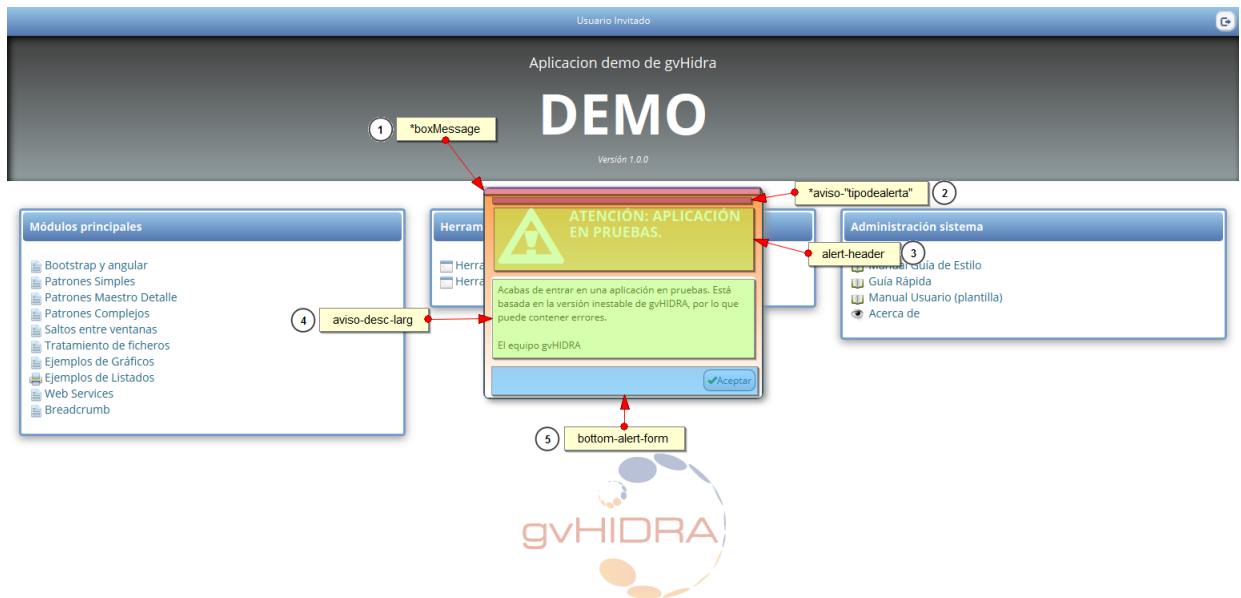 Usuario Invitado
Aplicacion demo de gvHidra
DEMO
Versión 1.0.0
1
*boxMessage
*aviso-"tipodealerta"
2
alert-header
3
4
aviso-desc-larg
5
bottom-alert-form
Módulos principales
Bootstrap y angular
Patrones Simples
Patrones Maestro Detalle
Patrones Complejos
Saltos entre ventanas
Tratamiento de ficheros
Ejemplos de Gráficos
Ejemplos de Listados
Web Services
Breadcrumb
Herram
Herra
Herra
ATENCIÓN: APLICACIÓN
EN PRUEBAS.
Acabas de entrar en una aplicación en pruebas. Está
basada en la versión inestable de gvHIDRA, por lo que
puede contener errores.
El equipo gvHIDRA
Aceptar
Administración sistema
Manual Guía de Estilo
Guía Rápida
Manual Usuario (plantilla)
Acerca de
gvHIDRA